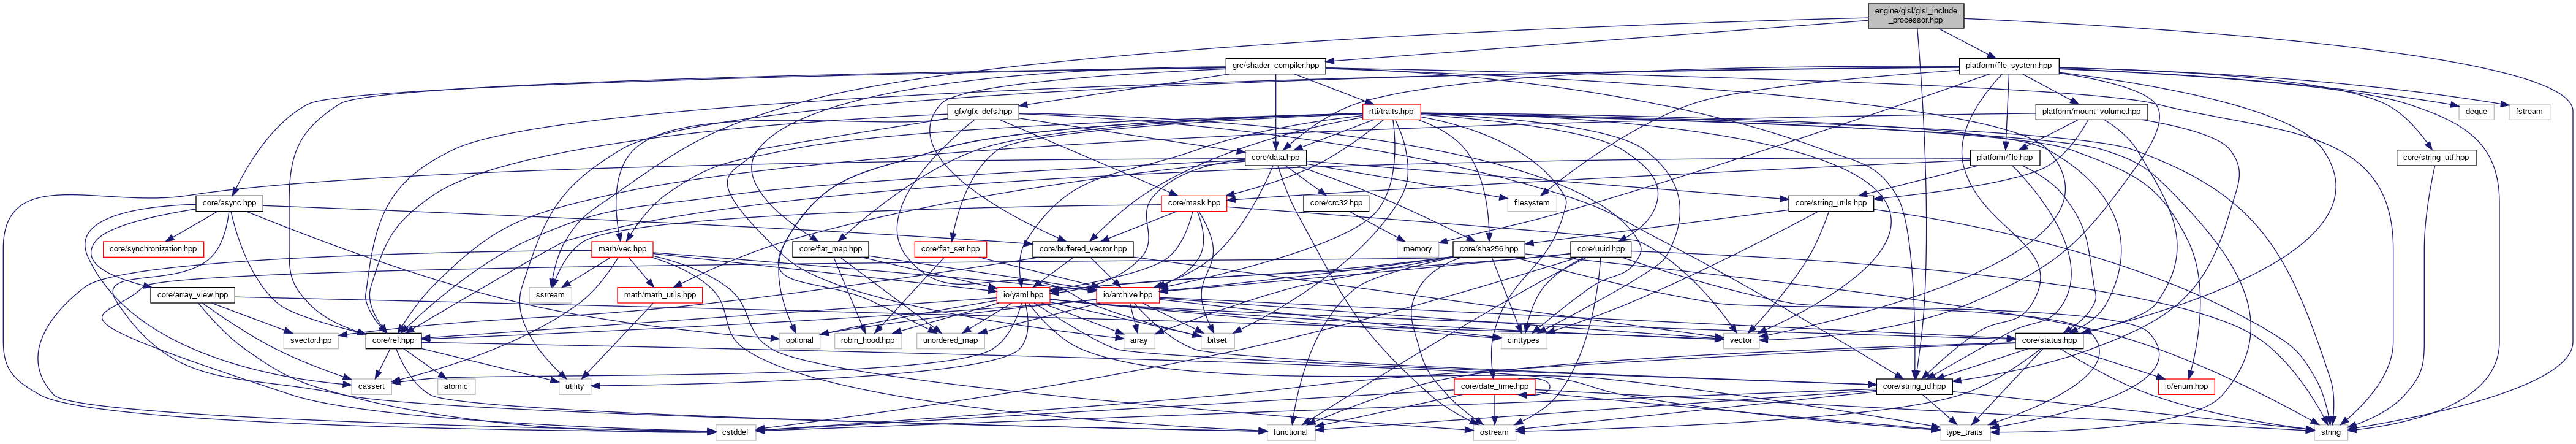 engine/glsl/glsl_include
_processor.hpp
grc/shader_compiler.hpp
platform/file_system.hpp
gfx/gfx_defs.hpp
rtti/traits.hpp
platform/mount_volume.hpp
deque
fstream
core/data.hpp
platform/file.hpp
core/string_utf.hpp
core/async.hpp
core/mask.hpp
core/crc32.hpp
filesystem
core/string_utils.hpp
core/synchronization.hpp
math/vec.hpp
core/flat_map.hpp
core/flat_set.hpp
core/buffered_vector.hpp
memory
core/sha256.hpp
core/uuid.hpp
core/array_view.hpp
sstream
math/math_utils.hpp
io/yaml.hpp
io/archive.hpp
svector.hpp
core/ref.hpp
optional
robin_hood.hpp
unordered_map
array
bitset
cinttypes
vector
core/status.hpp
cassert
atomic
utility
core/date_time.hpp
core/string_id.hpp
io/enum.hpp
cstddef
functional
ostream
type_traits
string